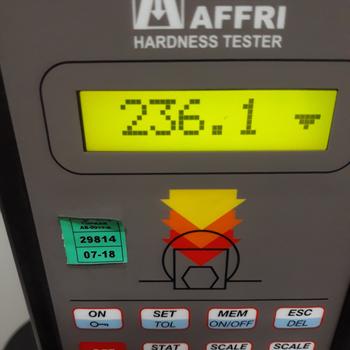 AFFRI
HARDNESS TESTER
236.1
29814
07-18
ON
SET
TOL
MEM
ON/OFF
ESC
DEL
STAT
SCALE
SCALE